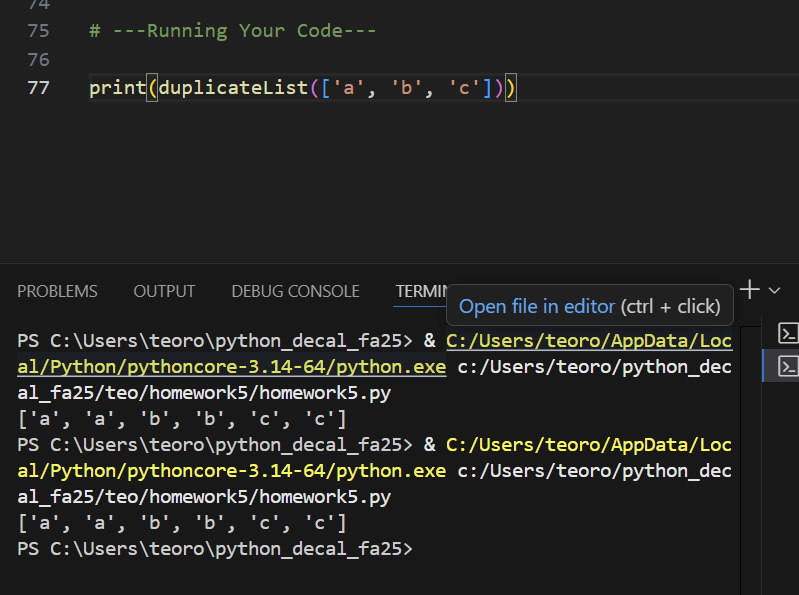 74
75 # ---Running Your Code---
76
77 print(duplicateList(['a', 'b', 'c']))
PROBLEMS OUTPUT DEBUG CONSOLE TERMIN
Open file in editor (ctrl + click)
PS C:\Users\teoro\python_decal_fa25> & C:/Users/teoro/AppData/Loc
al/Python/pythoncore-3.14-64/python.exe c:/Users/teoro/python_dec
al_fa25/teo/homework5/homework5.py
['a', 'a', 'b', 'b', 'c', 'c']
PS C:\Users\teoro\python_decal_fa25> & C:/Users/teoro/AppData/Loc
al/Python/pythoncore-3.14-64/python.exe c:/Users/teoro/python_dec
al_fa25/teo/homework5/homework5.py
['a', 'a', 'b', 'b', 'c', 'c']
PS C:\Users\teoro\python_decal_fa25>